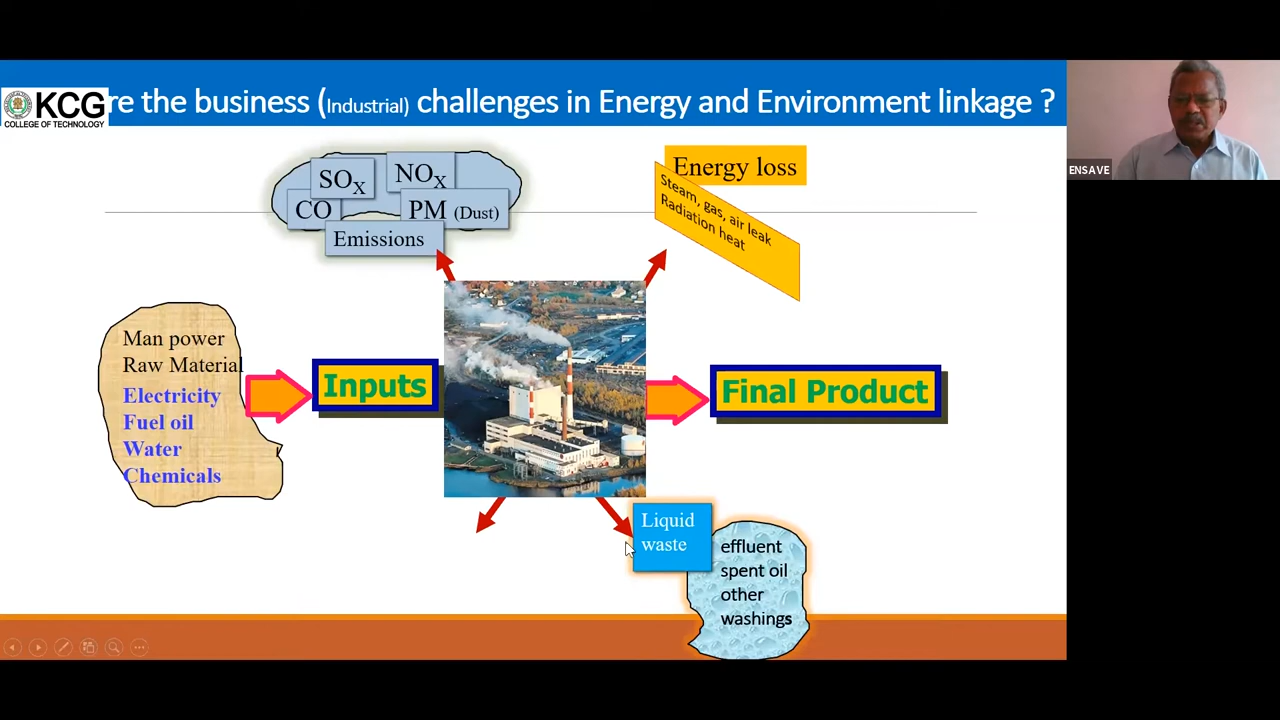 KCG
COLLEGE OF TECHNOLOGY
re the business (Industrial) challenges in Energy and Environment linkage ?
ENSAVE
SOX
NOX
CO
PM (Dust)
Emissions
Energy loss
Steam, gas, air leak
Radiation heat
Man power
Raw Material
Electricity
Fuel oil
Water
Chemicals
Inputs
Final Product
Liquid
waste
effluent
spent oil
other
washings